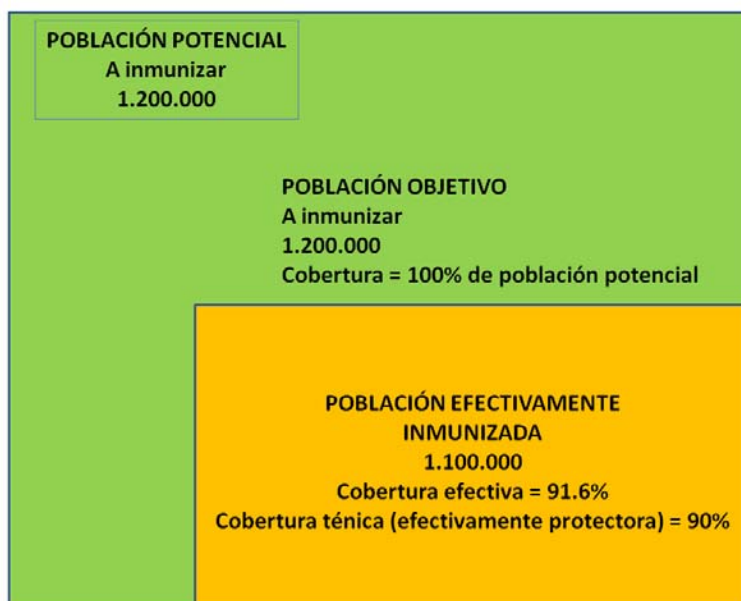 POBLACIÓN POTENCIAL
A inmunizar
1.200.000
POBLACIÓN OBJETIVO
A inmunizar
1.200.000
Cobertura = 100% de población potencial
POBLACIÓN EFECTIVAMENTE
INMUNIZADA
1.100.000
Cobertura efectiva = 91.6%
Cobertura ténica (efectivamente protectora) = 90%